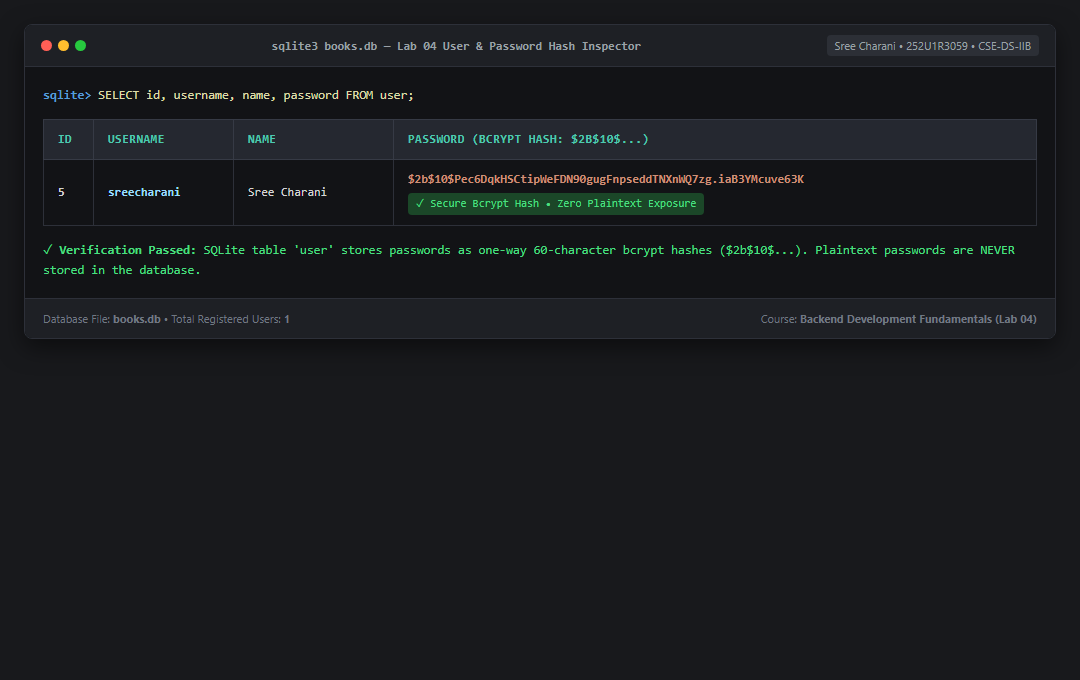 sqlite3 books.db — Lab 04 User & Password Hash Inspector
Sree Charani • 252U1R3059 • CSE-DS-IIB
sqlite> SELECT id, username, name, password FROM user;
ID USERNAME NAME PASSWORD (BCRYPT HASH: $2B$10$...)
5 sreecharani Sree Charani $2b$10$Pec6DqkHSCtipWeFDN90gugFnpseddTNXnWQ7zg.iaB3YMcuve63K
✓ Secure Bcrypt Hash • Zero Plaintext Exposure
✓ Verification Passed: SQLite table 'user' stores passwords as one-way 60-character bcrypt hashes ($2b$10$...). Plaintext passwords are NEVER
stored in the database.
Database File: books.db • Total Registered Users: 1
Course: Backend Development Fundamentals (Lab 04)